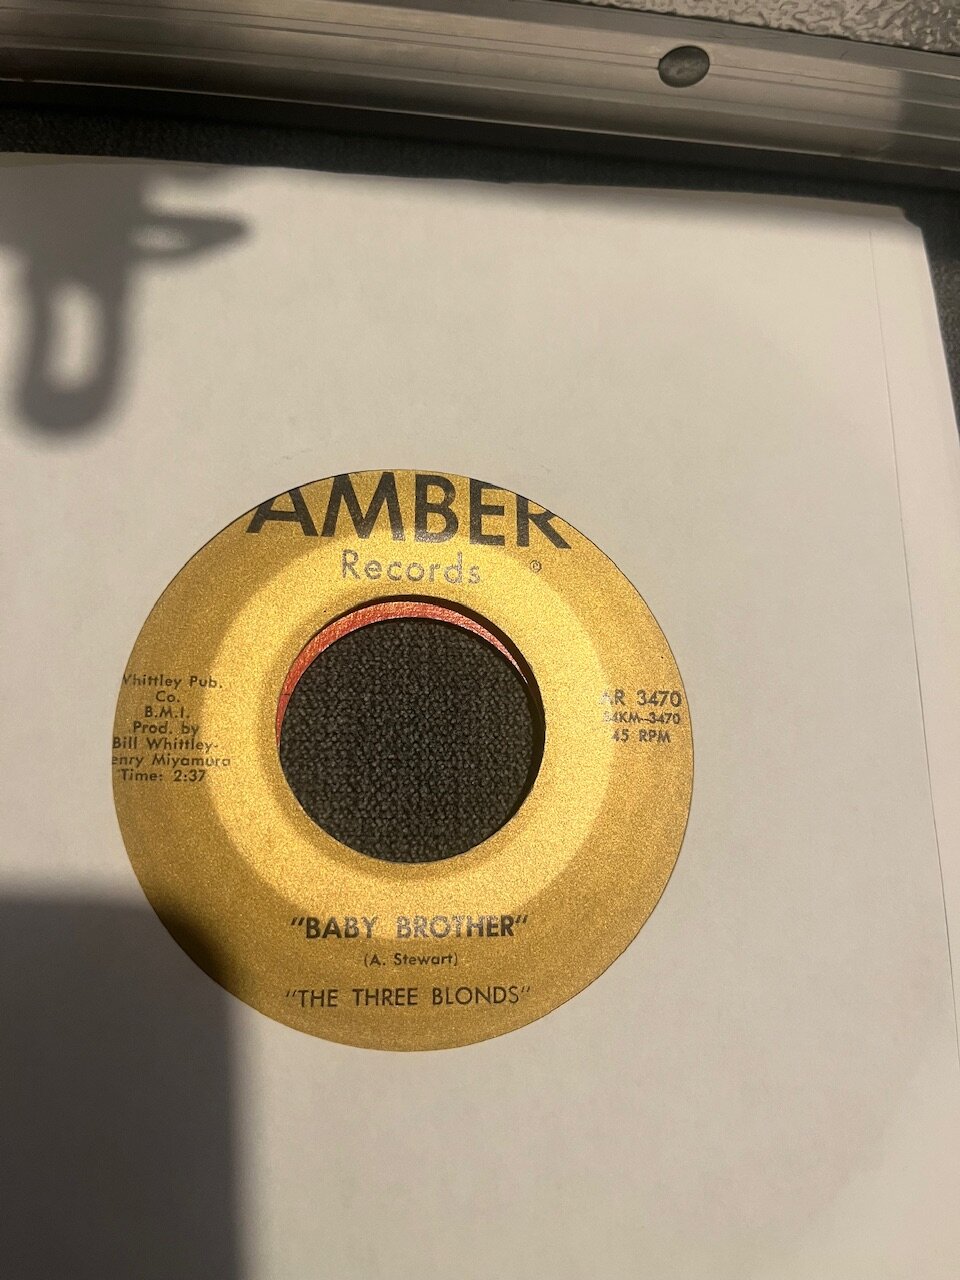 AMBER
Records
©
Whittley Pub.
Co.
B.M.I.
Prod. by
Bill Whittley-
enry Miyamura
Time: 2:37
AR 3470
54KM-3470
45 RPM
"BABY BROTHER"
(A. Stewart)
"THE THREE BLONDS"